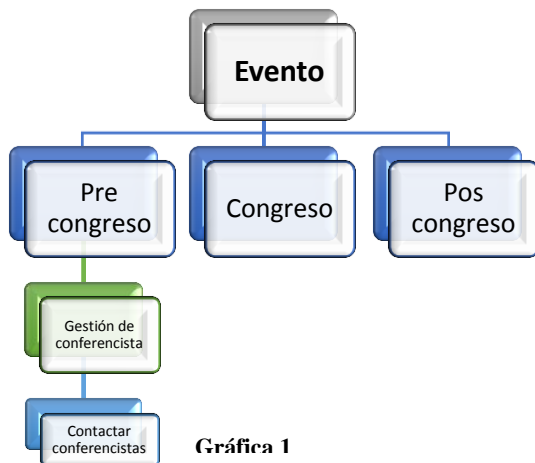 Evento
Pre
congreso
Congreso
Pos
congreso
Gestión de
conferencista
Contactar
conferencistas
Gráfica 1